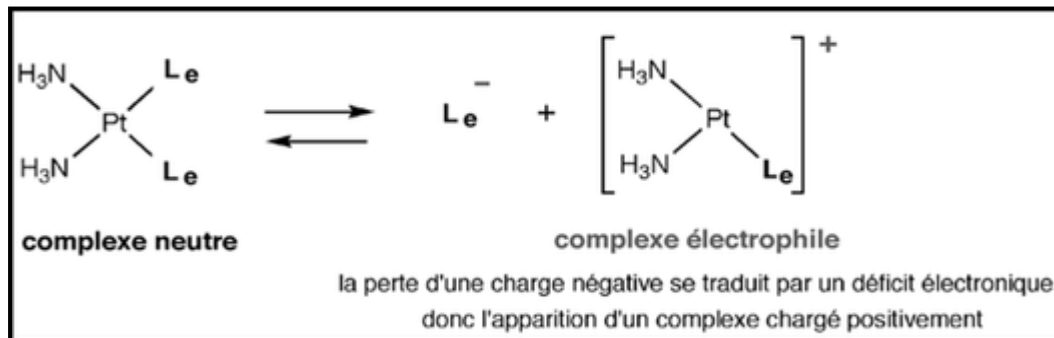 H3N Le Pt H3N Le
Le − + [ H3N Pt H3N Le ] +
complexe neutre
complexe électrophile
la perte d'une charge négative se traduit par un déficit électronique
donc l'apparition d'un complexe chargé positivement